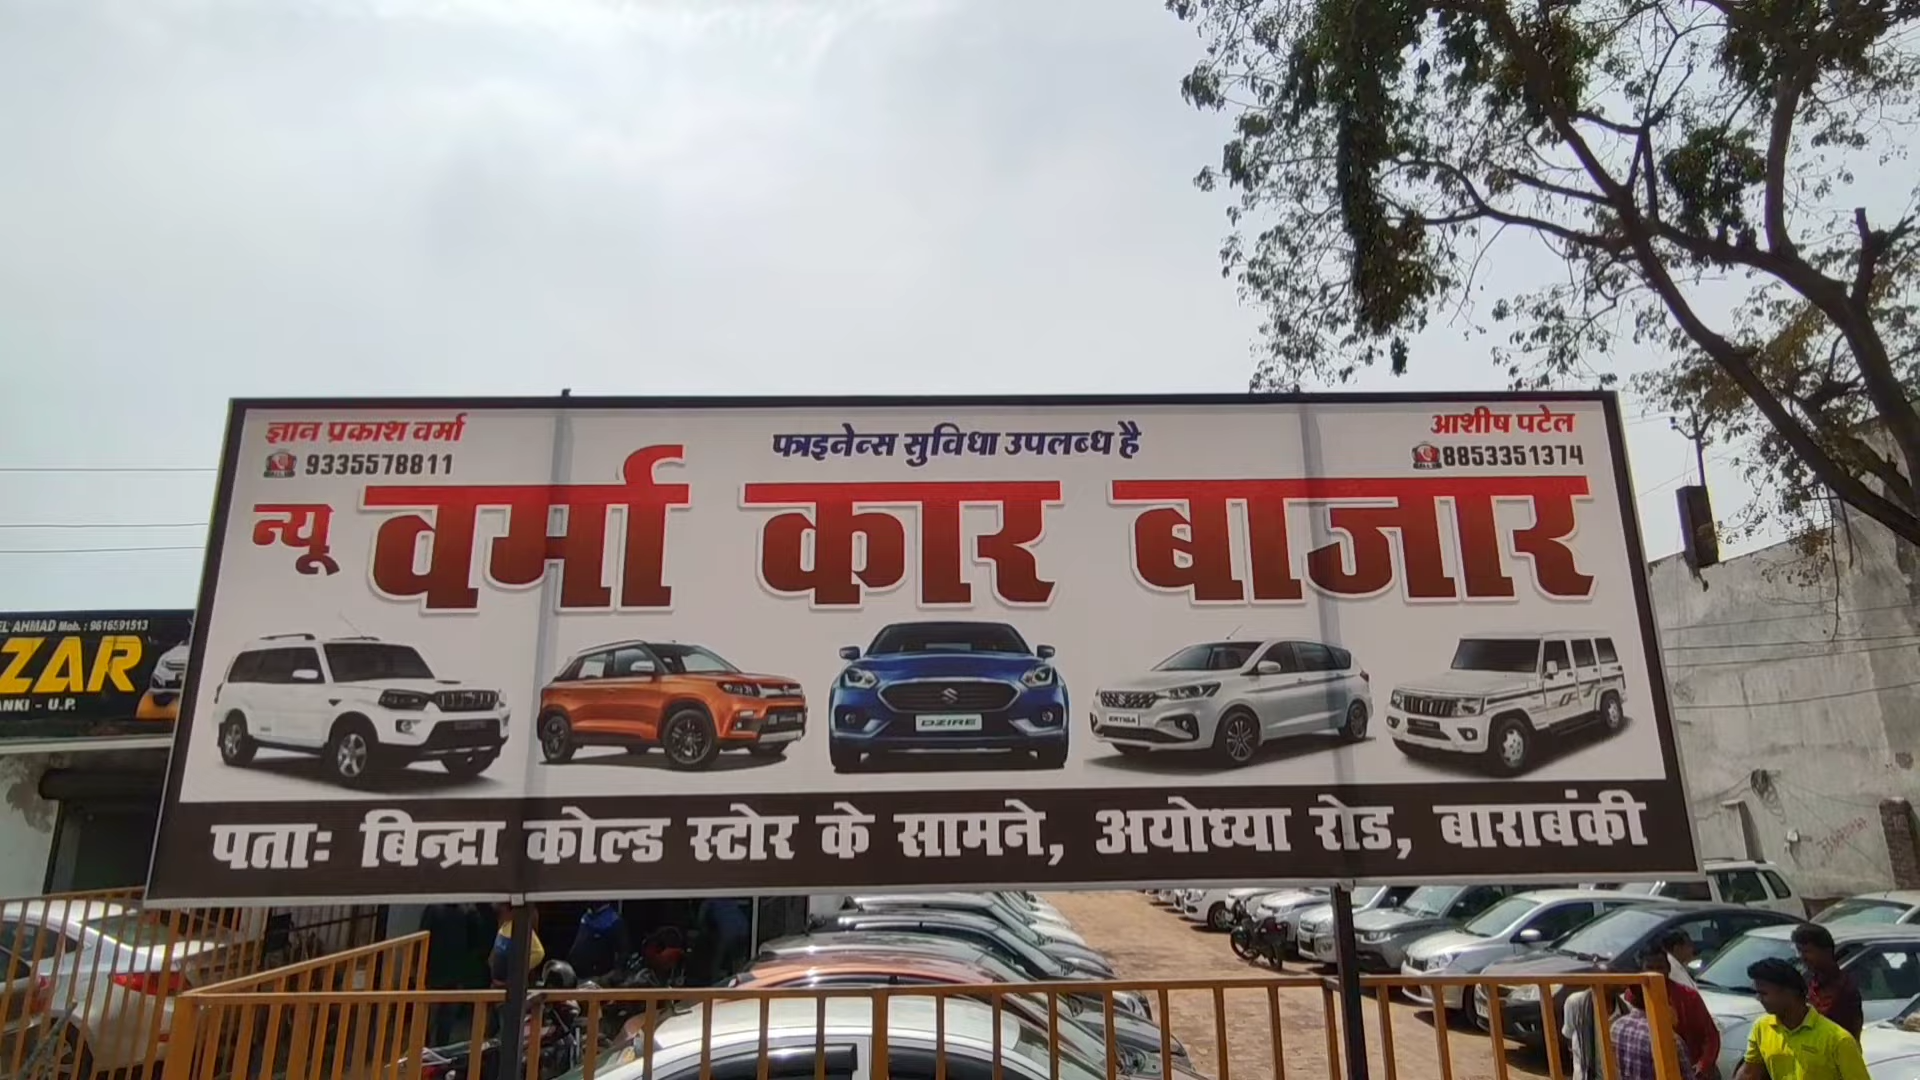 ज्ञान प्रकाश वर्मा
9335578811
फाइनेन्स सुविधा उपलब्ध है
आशीष पटेल
8853351374
न्यू वर्मा कार बाजार
DZIRE
ERTIGA
पताः बिन्द्रा कोल्ड स्टोर के सामने, अयोध्या रोड, बाराबंकी
EL AHMAD Mob. : 9616591513
ZAR
NKI - U.P.